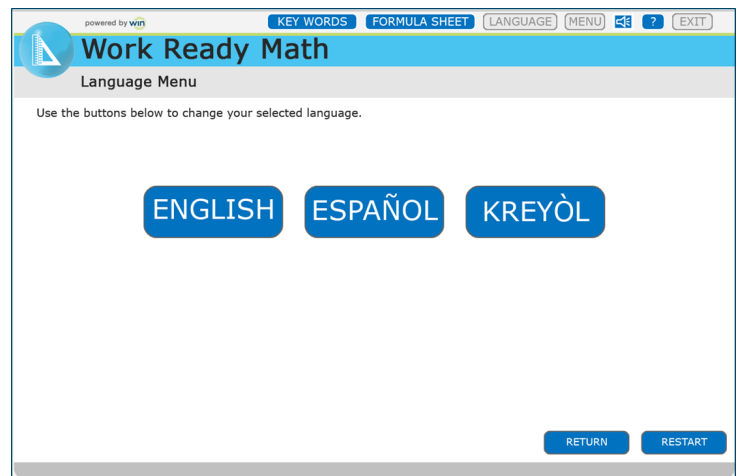 powered by win
KEY WORDS FORMULA SHEET LANGUAGE MENU ? EXIT
Work Ready Math
Language Menu
Use the buttons below to change your selected language.
ENGLISH ESPAÑOL KREYÒL
RETURN RESTART